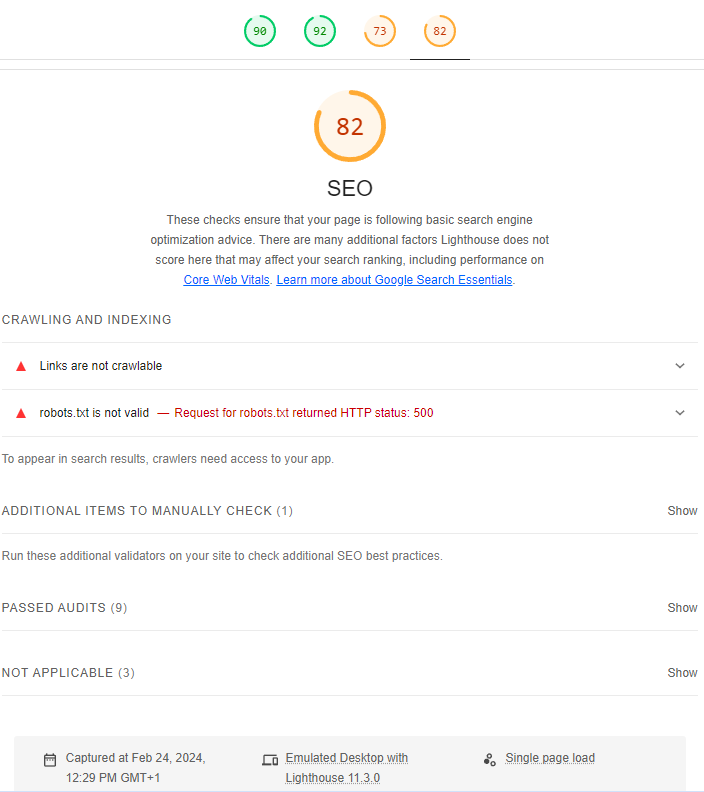 90 92 73 82
82
SEO
These checks ensure that your page is following basic search engine
optimization advice. There are many additional factors Lighthouse does not
score here that may affect your search ranking, including performance on
Core Web Vitals. Learn more about Google Search Essentials.
CRAWLING AND INDEXING
Links are not crawlable
robots.txt is not valid — Request for robots.txt returned HTTP status: 500
To appear in search results, crawlers need access to your app.
ADDITIONAL ITEMS TO MANUALLY CHECK (1) Show
Run these additional validators on your site to check additional SEO best practices.
PASSED AUDITS (9) Show
NOT APPLICABLE (3) Show
Captured at Feb 24, 2024, Emulated Desktop with Single page load
12:29 PM GMT+1 Lighthouse 11.3.0